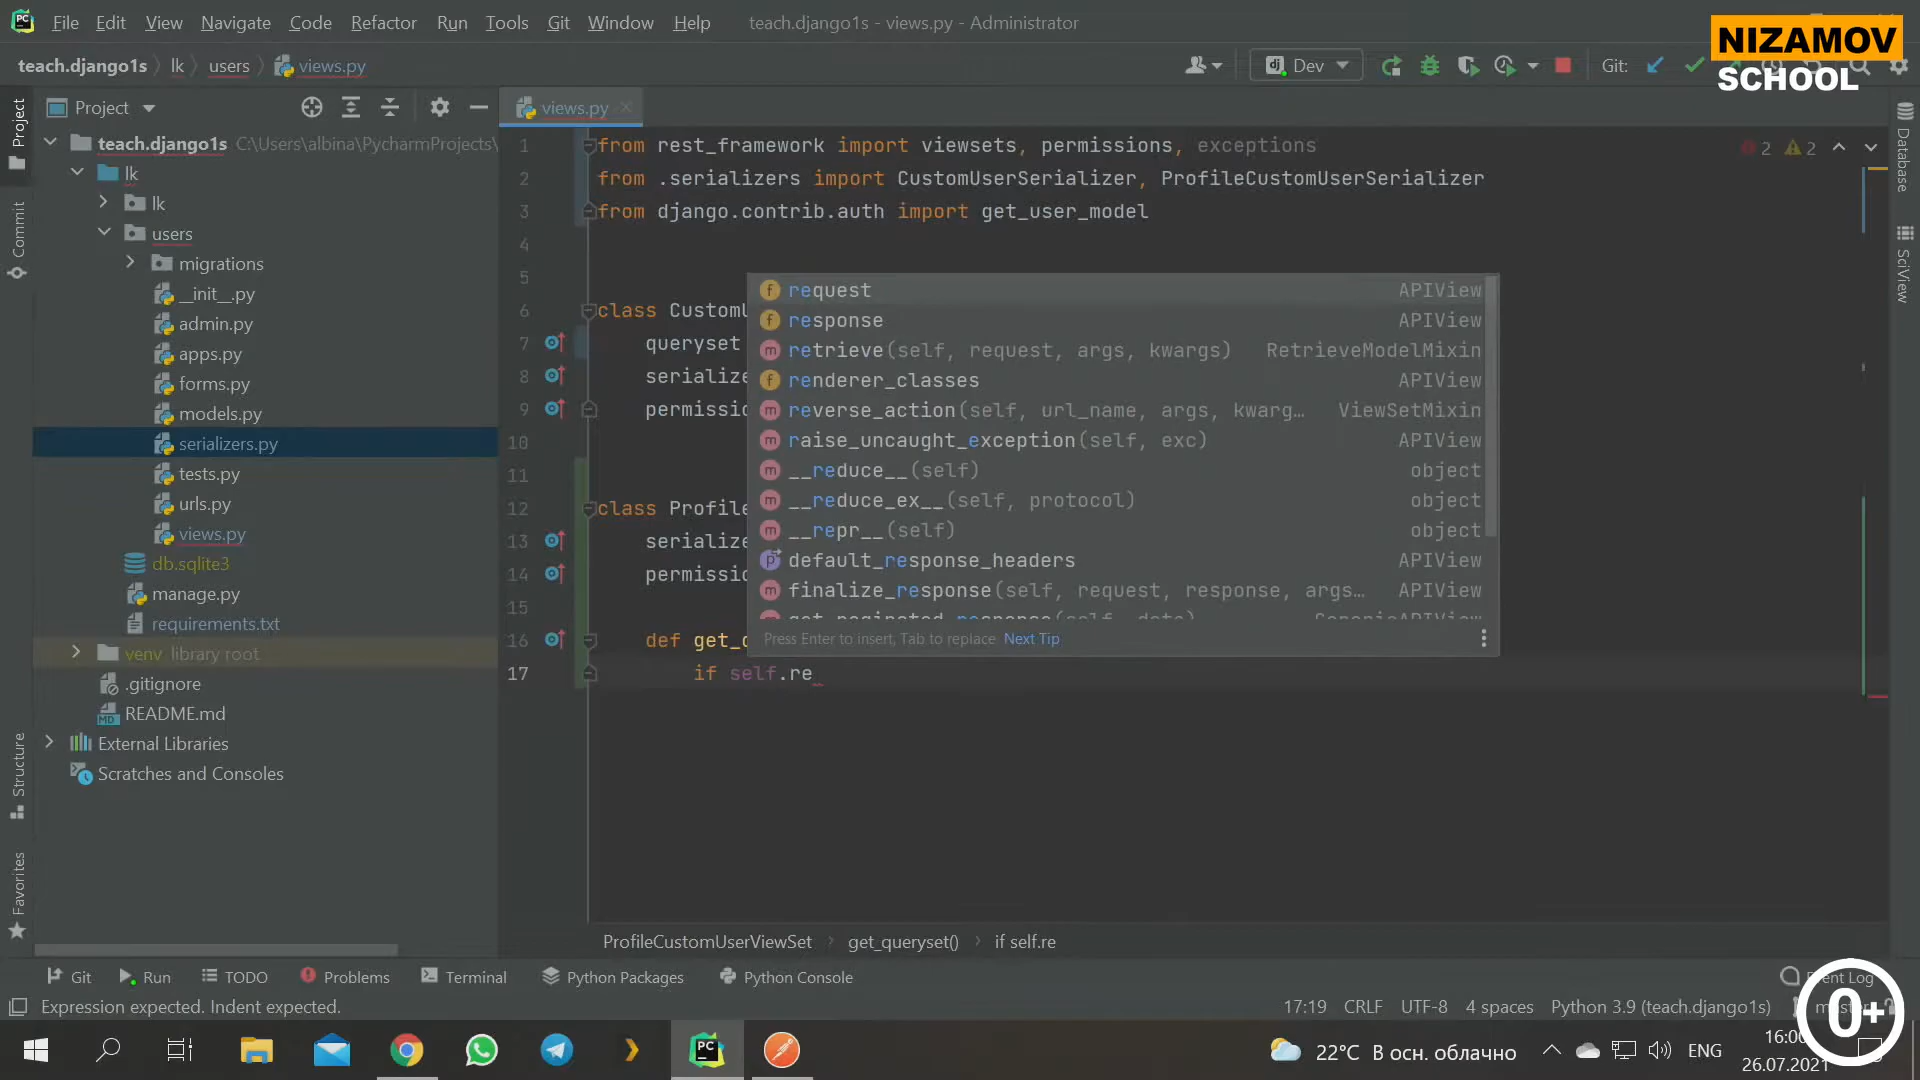 File Edit View Navigate Code Refactor Run Tools Git Window Help teach.django1s - views.py - Administrator
NIZAMOV
SCHOOL
teach.django1s lk users views.py Dev Git:
Project views.py
teach.django1s C:\Users\albina\PycharmProjects\
lk
lk
users
migrations
__init__.py
admin.py
apps.py
forms.py
models.py
serializers.py
tests.py
urls.py
views.py
db.sqlite3
manage.py
requirements.txt
venv library root
.gitignore
README.md
External Libraries
Scratches and Consoles
Project
Commit
Structure
Favorites
1 from rest_framework import viewsets, permissions, exceptions
2 from .serializers import CustomUserSerializer, ProfileCustomUserSerializer
3 from django.contrib.auth import get_user_model
4
5
6 class CustomU
7 queryset
8 serialize
9 permissio
10
11
12 class Profile
13 serialize
14 permissio
15
16 def get_q
17 if self.re
2 2
request APIView
response APIView
retrieve(self, request, args, kwargs) RetrieveModelMixin
renderer_classes APIView
reverse_action(self, url_name, args, kwarg… ViewSetMixin
raise_uncaught_exception(self, exc) APIView
__reduce__(self) object
__reduce_ex__(self, protocol) object
__repr__(self) object
default_response_headers APIView
finalize_response(self, request, response, args… APIView
Press Enter to insert, Tab to replace Next Tip
Database
SciView
ProfileCustomUserViewSet get_queryset() if self.re
Git Run TODO Problems Terminal Python Packages Python Console Log
Expression expected. Indent expected. 17:19 CRLF UTF-8 4 spaces Python 3.9 (teach.django1s)
0+
22°C В осн. облачно ENG 16:00
26.07.2021